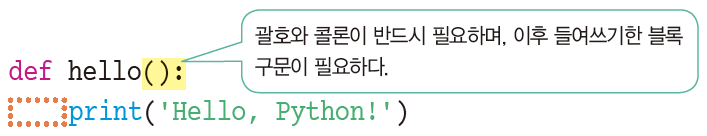 괄호와 콜론이 반드시 필요하며, 이후 들여쓰기한 블록
구문이 필요하다.
def hello():
print('Hello, Python!')